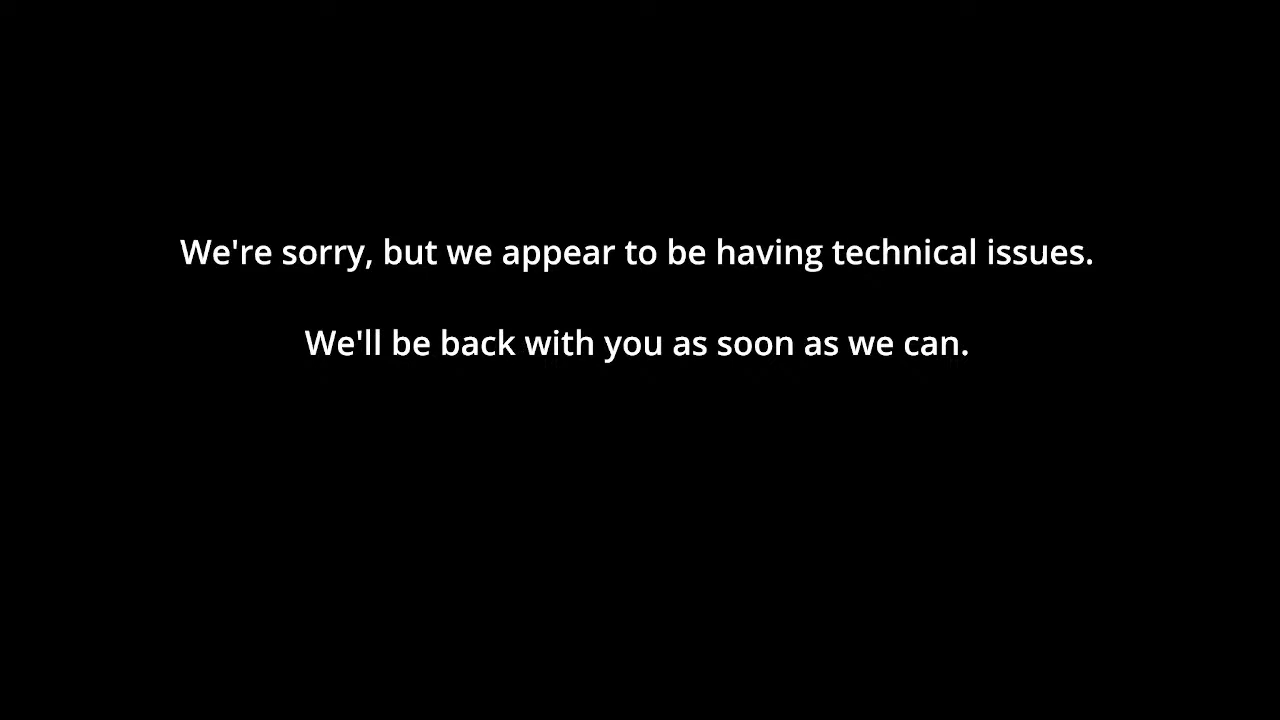 We're sorry, but we appear to be having technical issues.
We'll be back with you as soon as we can.